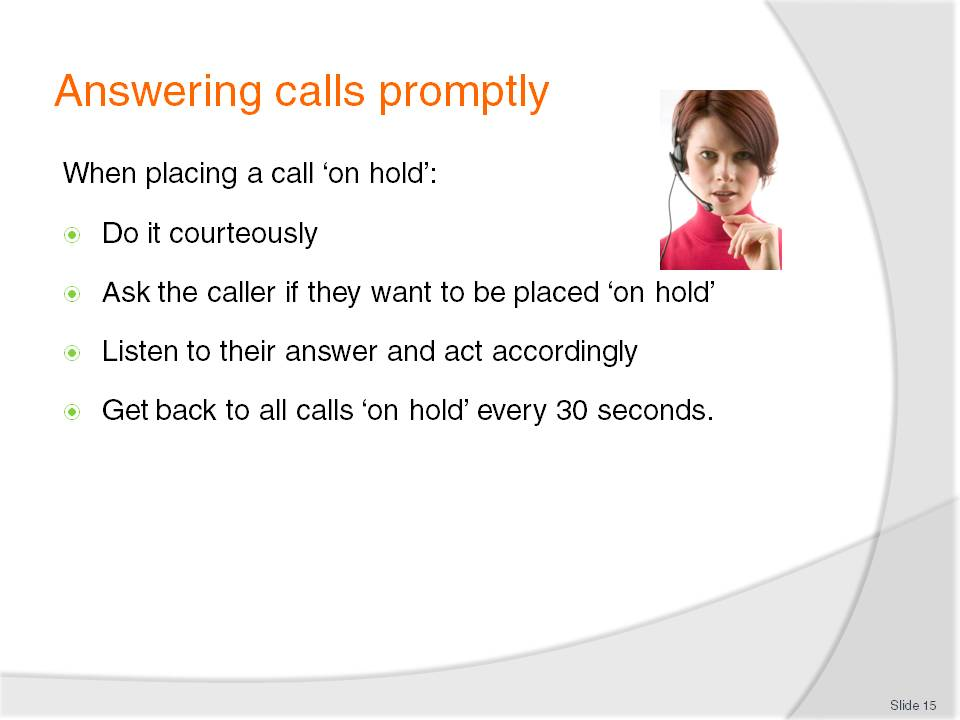 Answering calls promptly
When placing a call ‘on hold’:
Do it courteously
Ask the caller if they want to be placed ‘on hold’
Listen to their answer and act accordingly
Get back to all calls ‘on hold’ every 30 seconds.
Slide 15